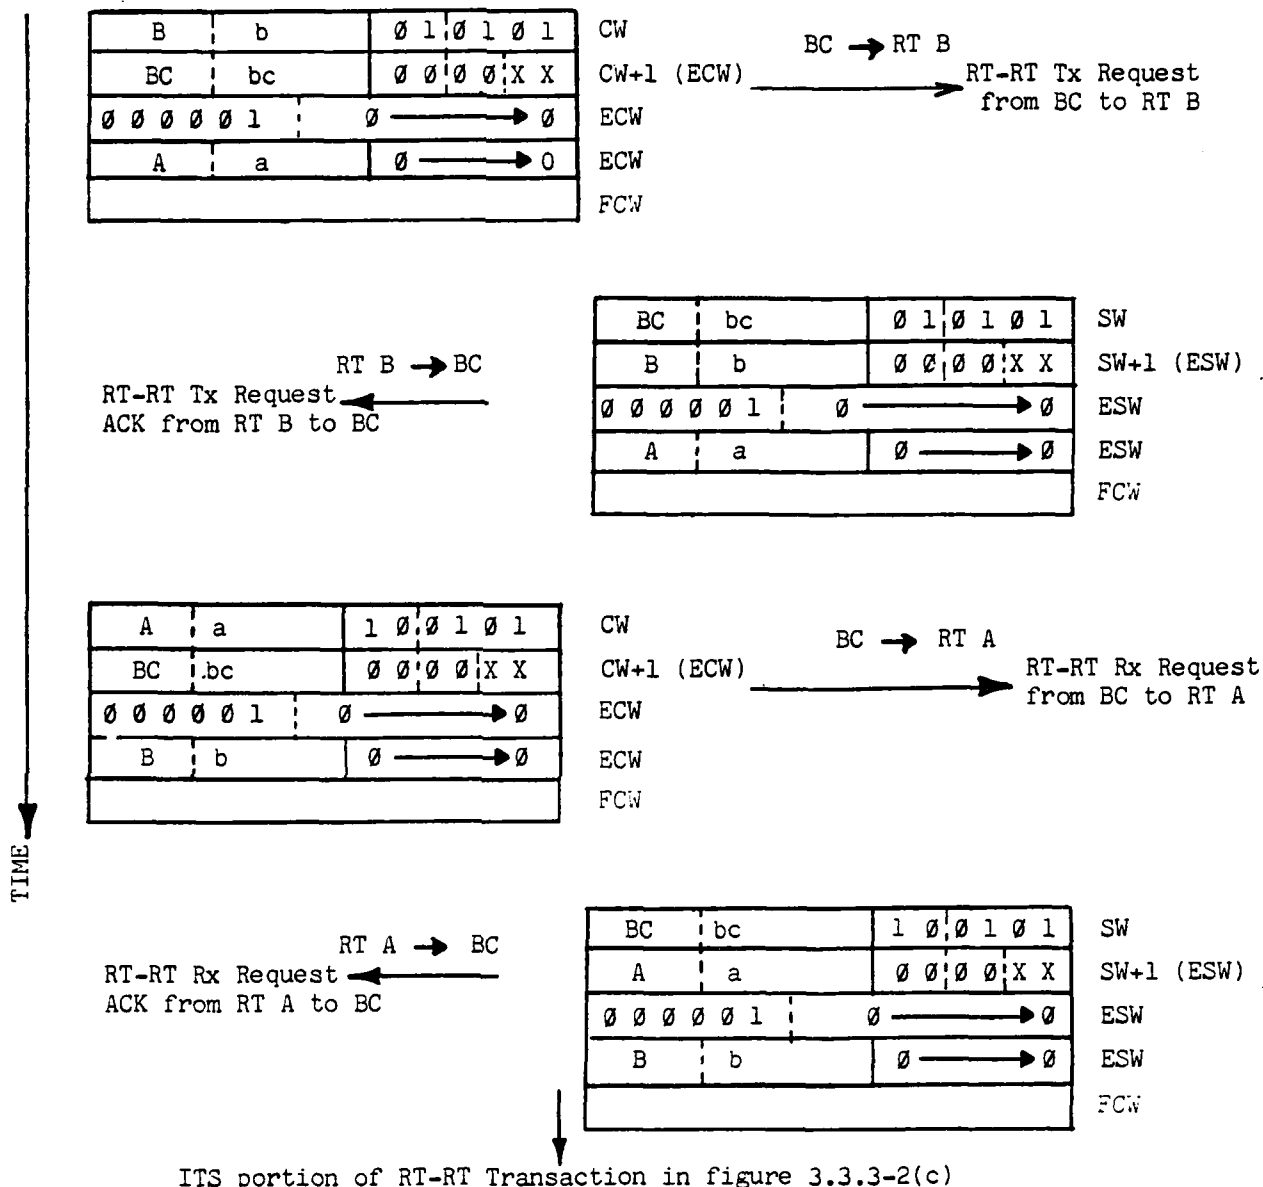 B b Ø 1 Ø 1 Ø 1 CW
BC bc Ø Ø Ø Ø X X CW+1 (ECW)
Ø Ø Ø Ø Ø 1 Ø Ø ECW
A a Ø O ECW
FCW
BC → RT B
RT-RT Tx Request
from BC to RT B
BC bc Ø 1 Ø 1 Ø 1 SW
B b Ø Ø Ø Ø X X SW+1 (ESW)
Ø Ø Ø Ø Ø 1 Ø Ø ESW
A a Ø Ø ESW
FCW
RT B → BC
RT-RT Tx Request
ACK from RT B to BC
A a 1 Ø Ø 1 Ø 1 CW
BC .bc Ø Ø Ø Ø X X CW+1 (ECW)
Ø Ø Ø Ø Ø 1 Ø Ø ECW
B b Ø Ø ECW
FCW
BC → RT A
RT-RT Rx Request
from BC to RT A
TIME
BC bc 1 Ø Ø 1 Ø 1 SW
A a Ø Ø Ø Ø X X SW+1 (ESW)
Ø Ø Ø Ø Ø 1 Ø Ø ESW
B b Ø Ø ESW
FCW
RT A → BC
RT-RT Rx Request
ACK from RT A to BC
ITS portion of RT-RT Transaction in figure 3.3.3-2(c)